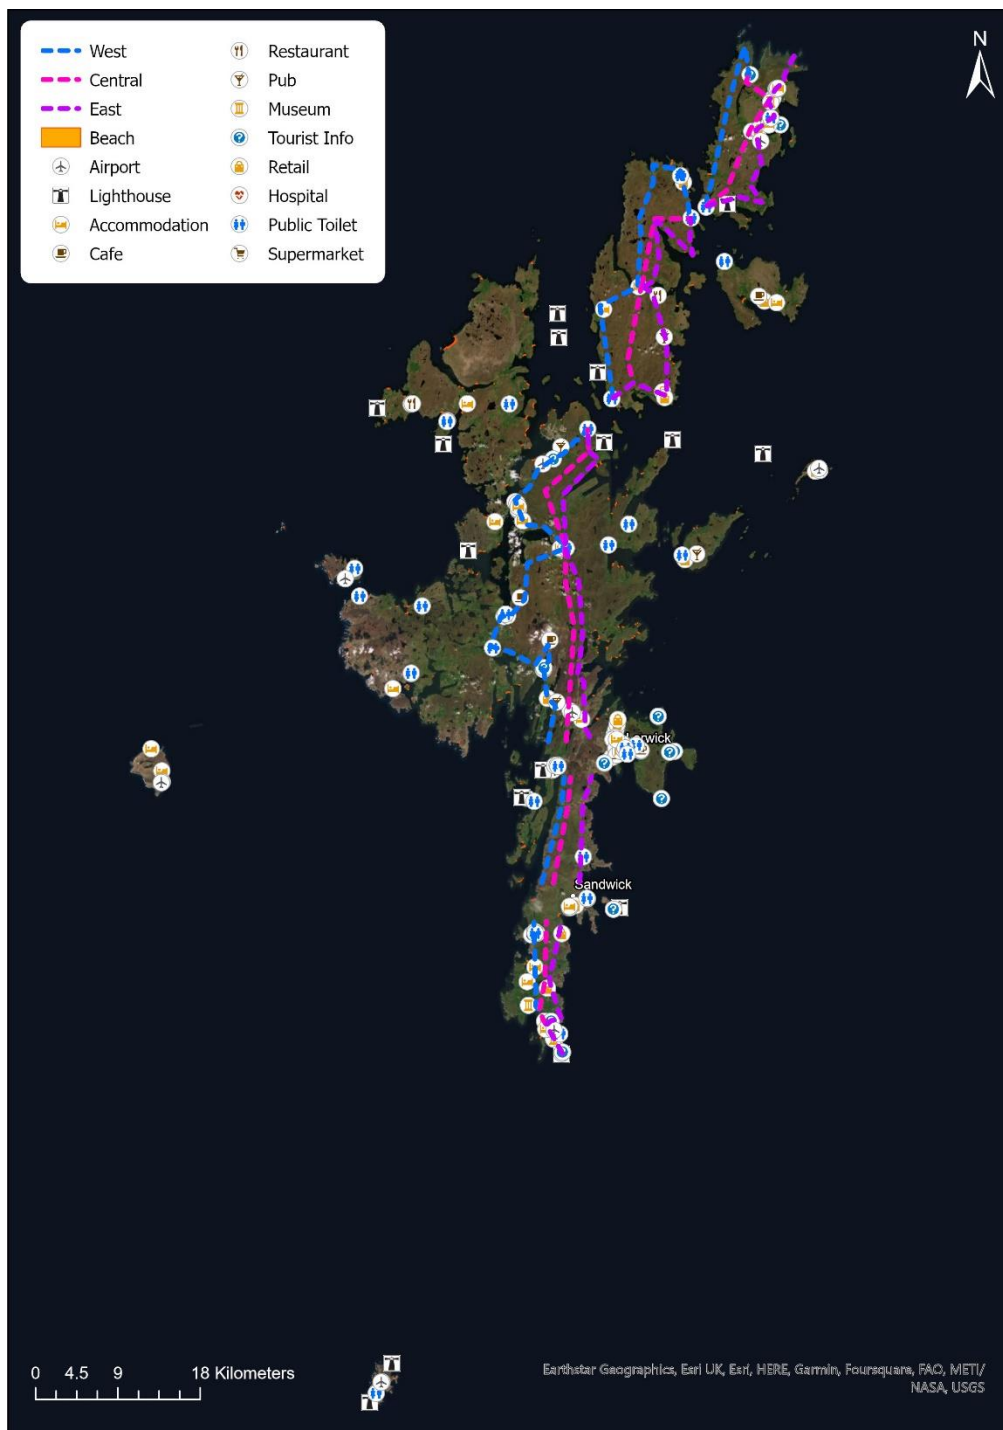 West
Central
East
Beach
Airport
Lighthouse
Accommodation
Cafe
Restaurant
Pub
Museum
Tourist Info
Retail
Hospital
Public Toilet
Supermarket
N
Lerwick
Sandwick
0 4.5 9 18 Kilometers
Earthstar Geographics, Esri UK, Esri, HERE, Garmin, Foursquare, FAO, METI/
NASA, USGS